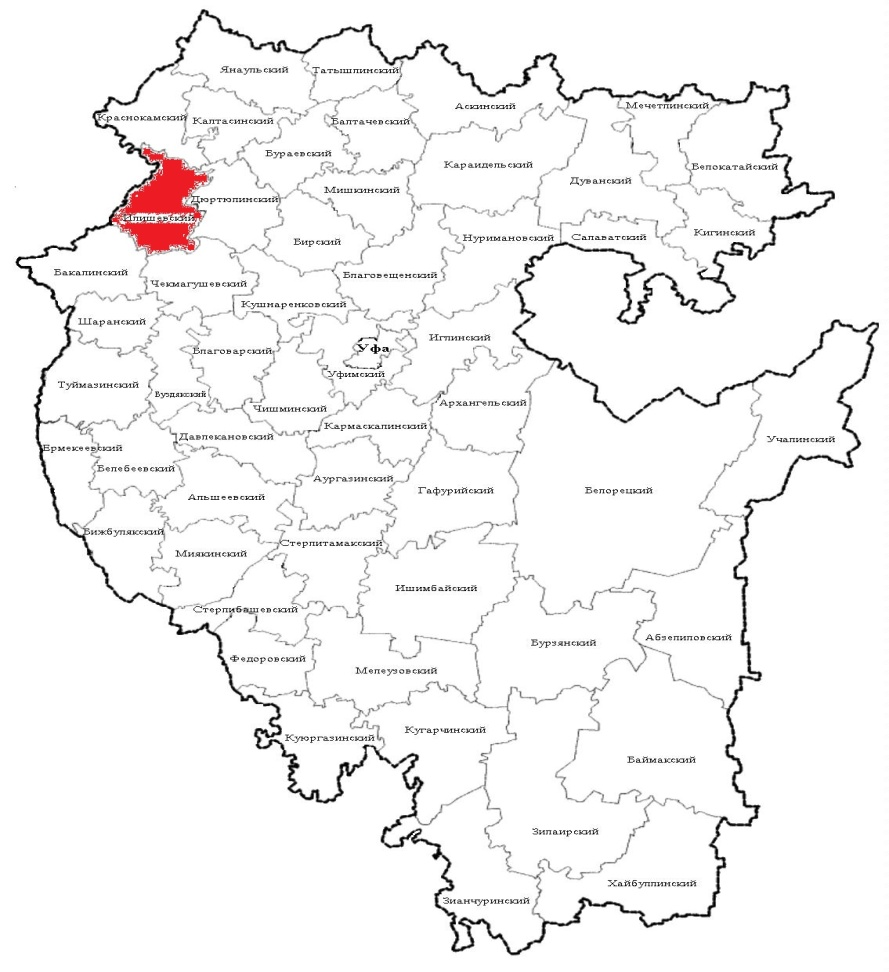 Янаульский
Татышлинский
Аскинский
Мечетлинский
Краснокамский
Калтасинский
Балтачевский
Бураевский
Караидельский
Белокатайский
Дуванский
Мишкинский
Дюртюлинский
Илишевский
Бирский
Нуримановский
Салаватский
Кигинский
Бакалинский
Чекмагушевский
Благовещенский
Кушнаренковский
Шаранский
Иглинский
Благоварский
Уфа
Уфимский
Туймазинский
Буздякский
Чишминский
Архангельский
Кармаскалинский
Давлекановский
Учалинский
Ермекеевский
Белебеевский
Аургазинский
Гафурийский
Белорецкий
Альшеевский
Бижбулякский
Стерлитамакский
Миякинский
Ишимбайский
Стерлибашевский
Бурзянский
Абзелиловский
Федоровский
Мелеузовский
Куюргазинский
Кугарчинский
Баймакский
Зилаирский
Хайбуллинский
Зианчуринский